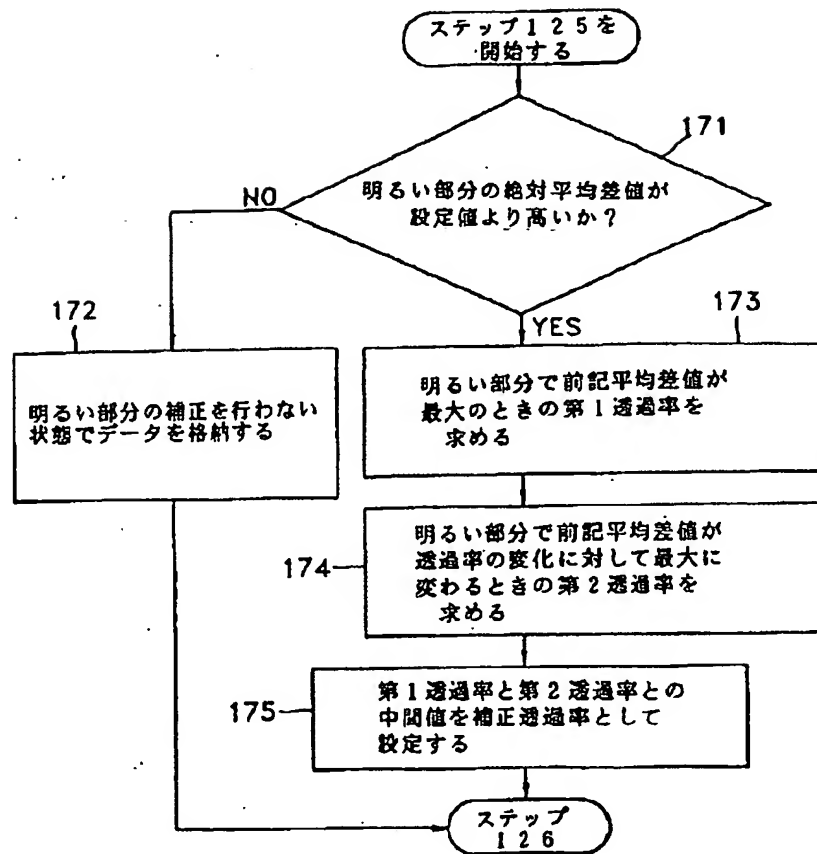 ステップ125を
開始する
171
明るい部分の絶対平均差値が
設定値より高いか?
NO
YES
172
明るい部分の補正を行わない
状態でデータを格納する
173
明るい部分で前記平均差値が
最大のときの第1透過率を
求める
174
明るい部分で前記平均差値が
透過率の変化に対して最大に
変わるときの第2透過率を
求める
175
第1透過率と第2透過率との
中間値を補正透過率として
設定する
ステップ
126